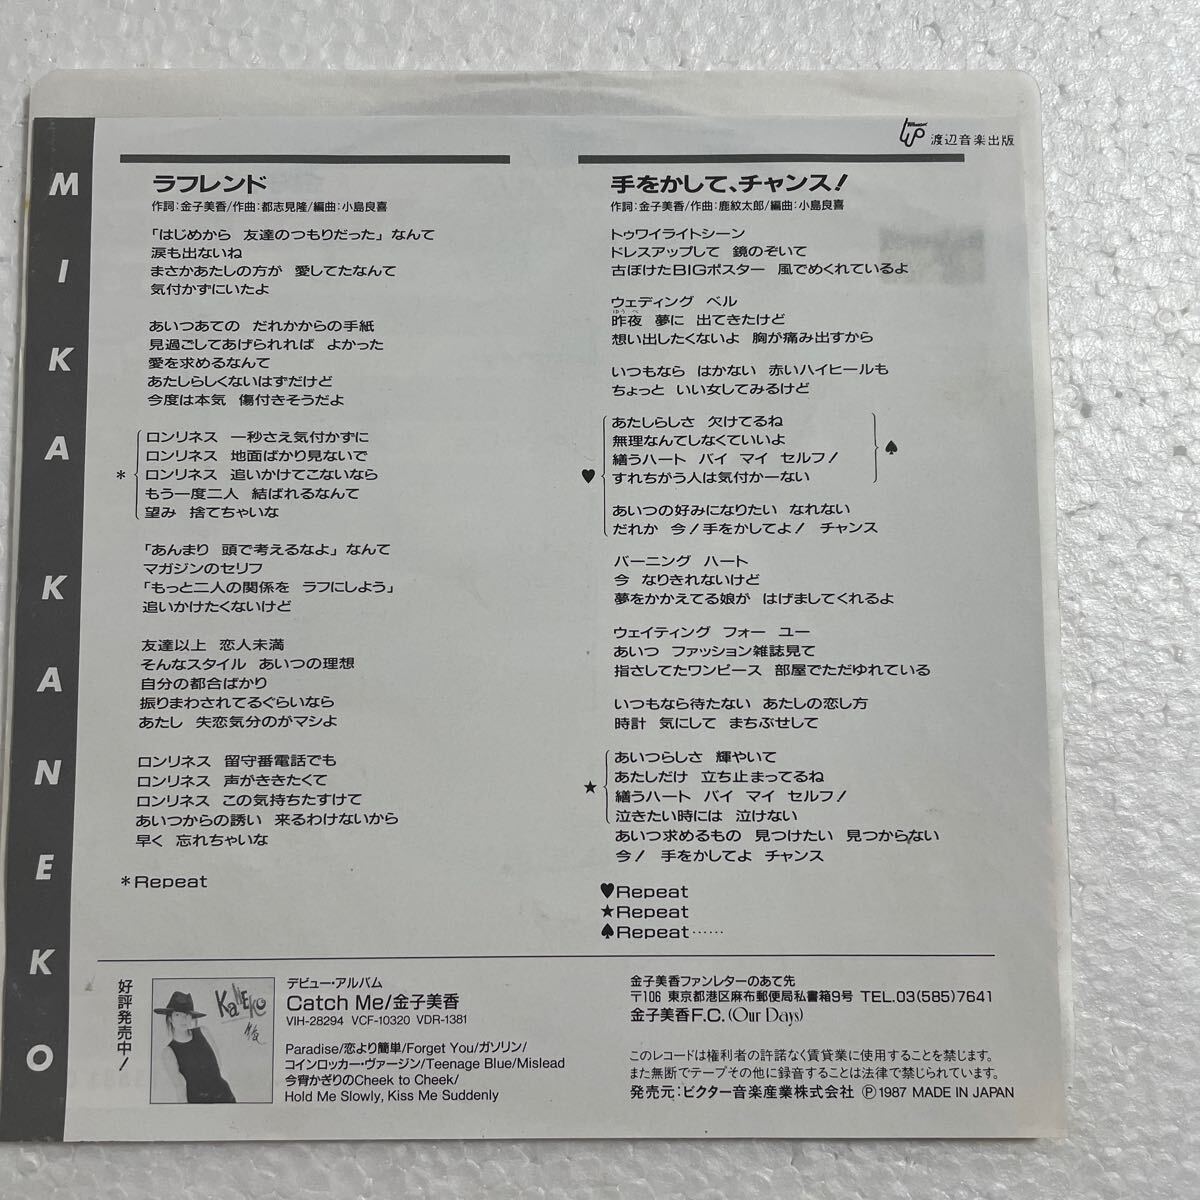 MIKA KANEKO
渡辺音楽出版
ラフレンド
作詞：金子美香/作曲：都志見隆/編曲：小島良喜
「はじめから 友達のつもりだった」なんて
涙も出ないね
まさかあたしの方が 愛してたなんて
気付かずにいたよ
あいつあての だれかからの手紙
見過ごしてあげられれば よかった
愛を求めるなんて
あたしらしくないはずだけど
今度は本気 傷付きそうだよ
ロンリネス 一秒さえ気付かずに
ロンリネス 地面ばかり見ないで
* ロンリネス 追いかけてこないなら
もう一度二人 結ばれるなんて
望み 捨てちゃいな
「あんまり 頭で考えるなよ」なんて
マガジンのセリフ
「もっと二人の関係を ラフにしよう」
追いかけたくないけど
友達以上 恋人未満
そんなスタイル あいつの理想
自分の都合ばかり
振りまわされてるぐらいなら
あたし 失恋気分のがマシよ
ロンリネス 留守番電話でも
ロンリネス 声がききたくて
ロンリネス この気持ちたすけて
あいつからの誘い 来るわけないから
早く 忘れちゃいな
*Repeat
手をかして、チャンス!
作詞：金子美香/作曲：鹿紋太郎/編曲：小島良喜
トゥワイライトシーン
ドレスアップして 鏡のぞいて
古ぼけたBIGポスター 風でめくれているよ
ウェディング ベル
ゆうべ
昨夜 夢に 出てきたけど
想い出したくないよ 胸が痛み出すから
いつもなら はかない 赤いハイヒールも
ちょっと いい女してみるけど
あたしらしさ 欠けてるね
無理なんてしなくていいよ
♠
繕うハート バイ マイ セルフ!
♥ すれちがう人は気付かーない
あいつの好みになりたい なれない
だれか 今!手をかしてよ! チャンス
バーニング ハート
今 なりきれないけど
夢をかかえてる娘が はげましてくれるよ
ウェイティング フォー ユー
あいつ ファッション雑誌見て
指さしてたワンピース 部屋でただゆれている
いつもなら待たない あたしの恋し方
時計 気にして まちぶせして
あいつらしさ 輝やいて
あたしだけ 立ち止まってるね
★ 繕うハート バイ マイ セルフ!
泣きたい時には 泣けない
あいつ求めるもの 見つけたい 見つからない
今! 手をかしてよ チャンス
♥Repeat
★Repeat
♠Repeat……
好評発売中!
KaNEKo
デビュー・アルバム
Catch Me/金子美香
VIH-28294 VCF-10320 VDR-1381
Paradise/恋より簡単/Forget You/ガソリン/
コインロッカー・ヴァージン/Teenage Blue/Mislead
今宵かぎりのCheek to Cheek/
Hold Me Slowly, Kiss Me Suddenly
金子美香ファンレターのあて先
〒106 東京都港区麻布郵便局私書箱9号 TEL.03(585)7641
金子美香F.C.(Our Days)
このレコードは権利者の許諾なく賃貸業に使用することを禁じます。
また無断でテープその他に録音することは法律で禁じられています。
発売元：ビクター音楽産業株式会社 Ⓟ1987 MADE IN JAPAN